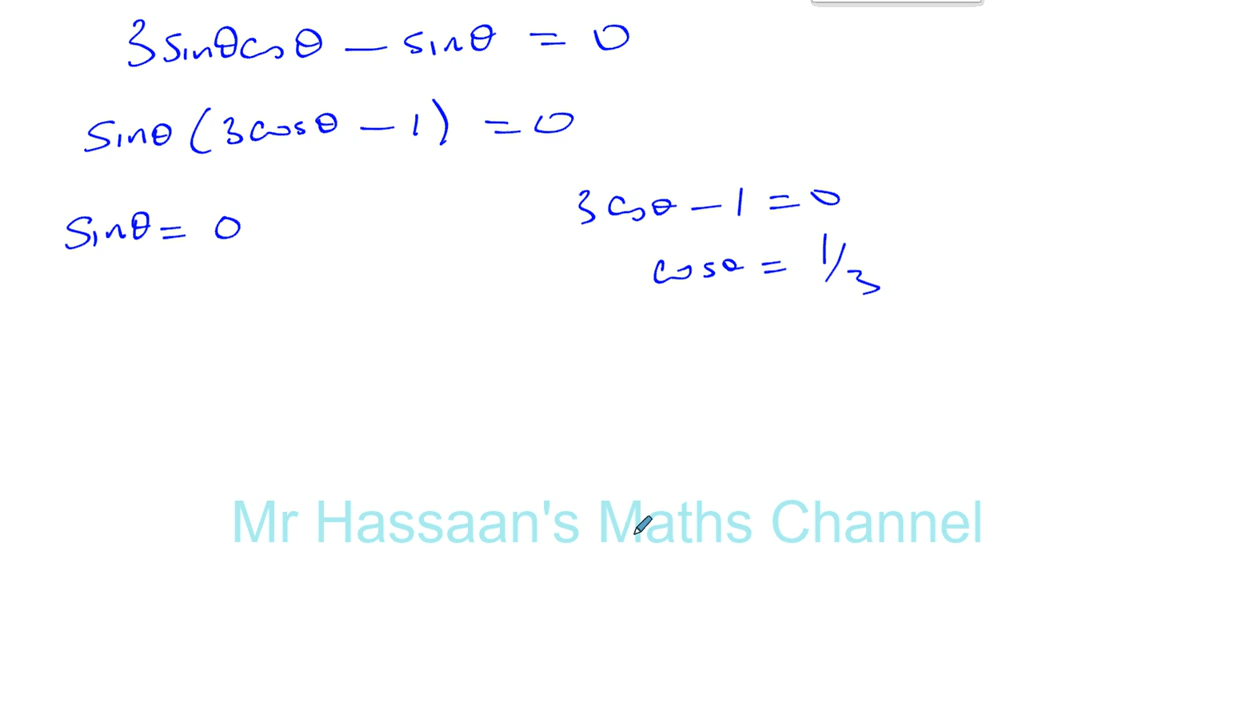 3sinθcosθ – sinθ = 0
sinθ (3cosθ – 1) = 0
sinθ = 0
3cosθ – 1 = 0
cosθ = 1/3
Mr Hassaan's Maths Channel